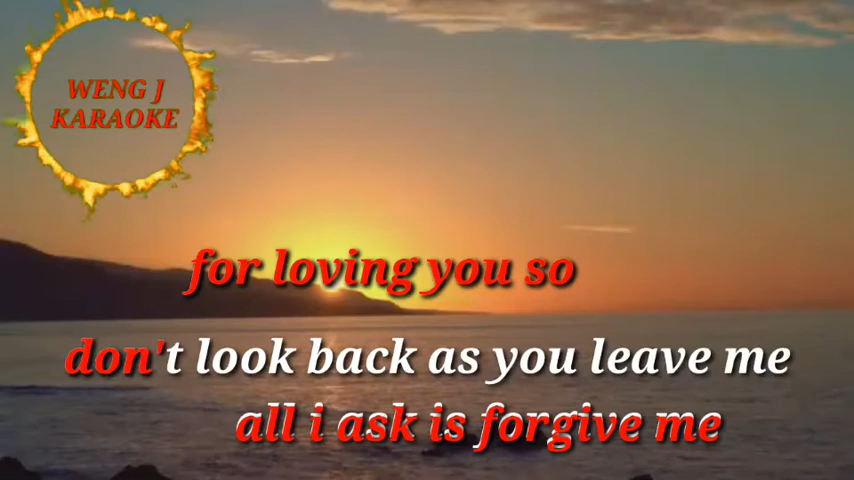 WENG J
KARAOKE
for loving you so
don't look back as you leave me
all i ask is forgive me